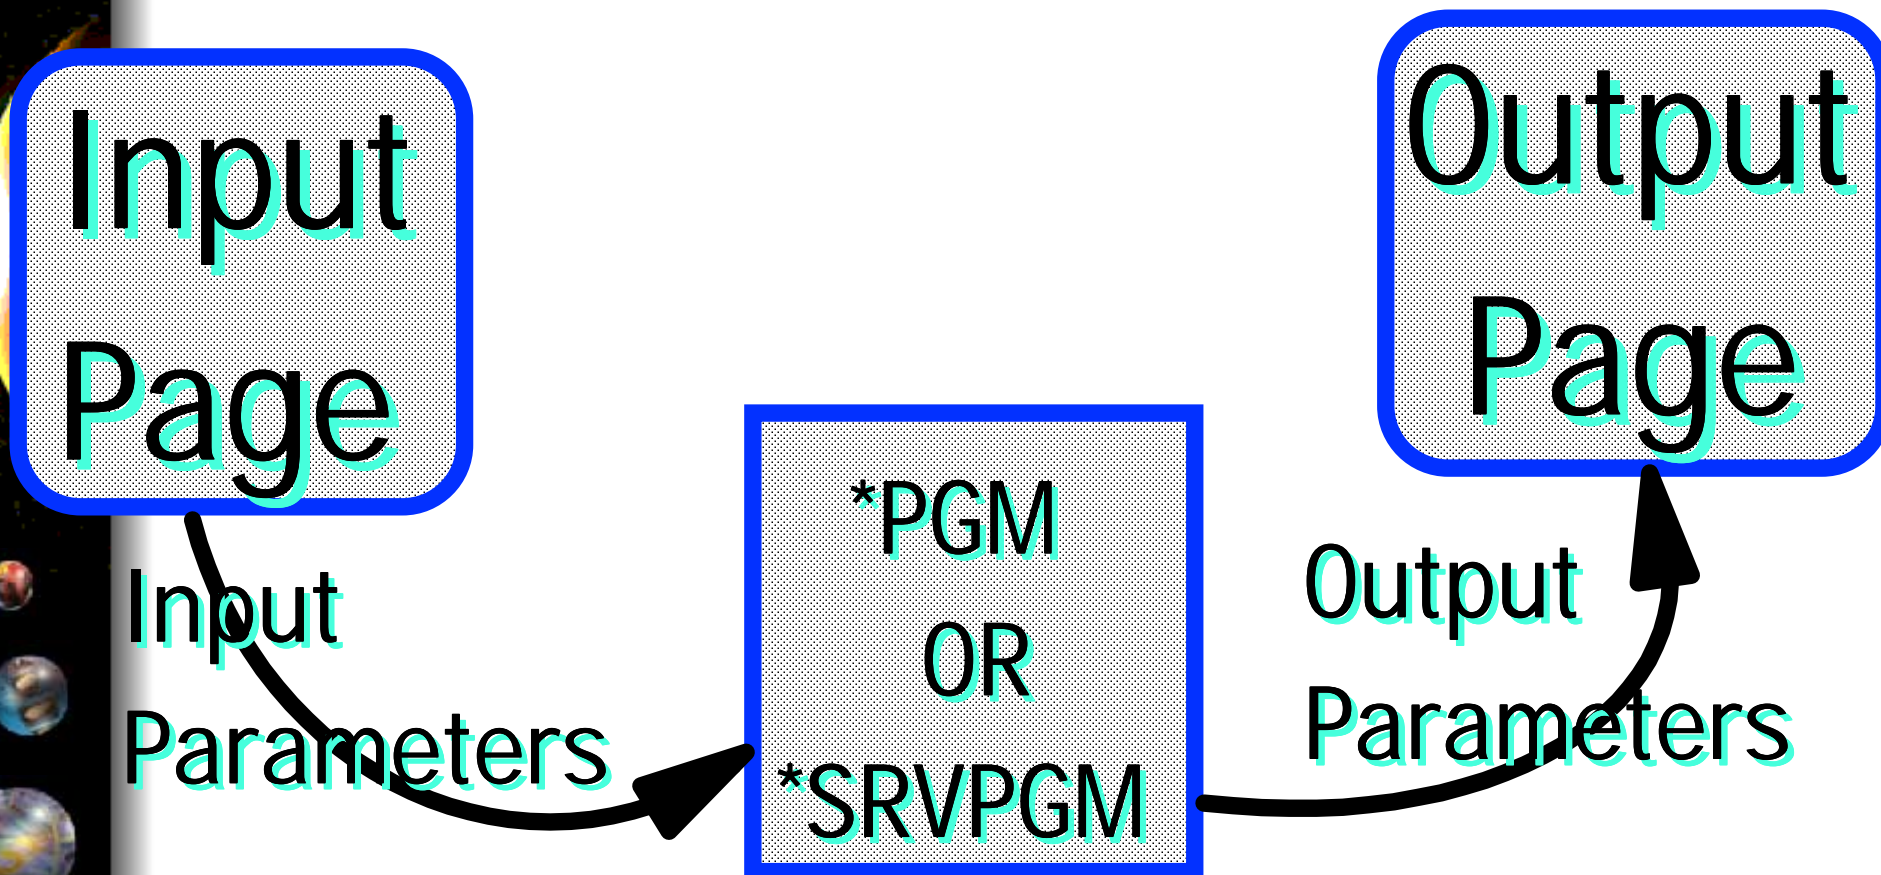 Input
Page
Input
Parameters
*PGM
OR
*SRVPGM
Output
Page
Output
Parameters